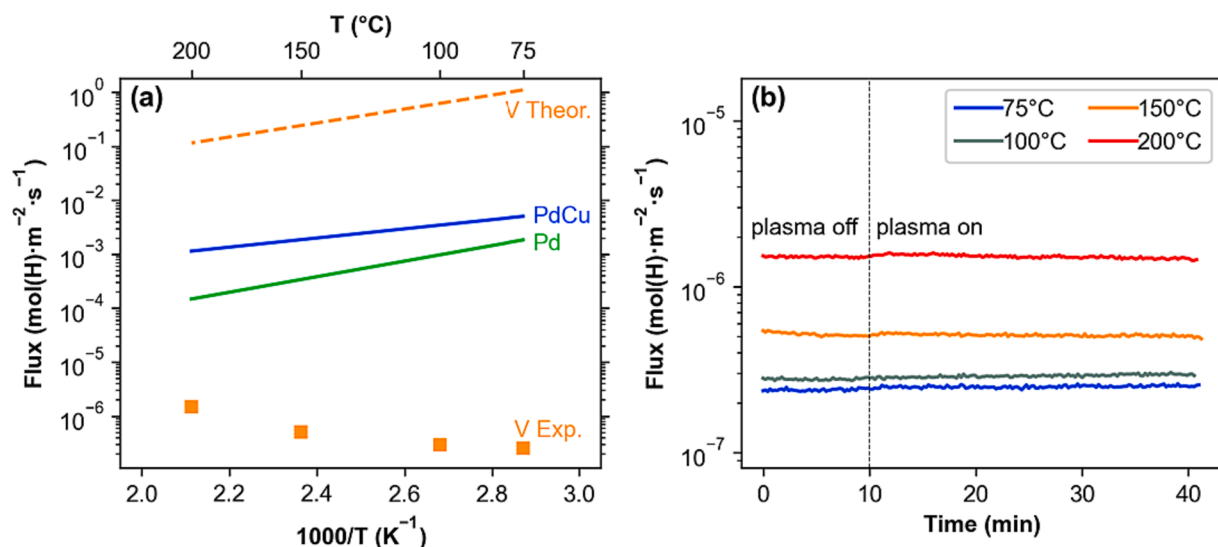 T (°C)
200 150 100 75
(a)
10⁰
10⁻¹
10⁻²
10⁻³
10⁻⁴
10⁻⁵
10⁻⁶
Flux (mol(H)·m⁻²·s⁻¹)
V Theor.
PdCu
Pd
V Exp.
2.0 2.2 2.4 2.6 2.8 3.0
1000/T (K⁻¹)
(b)
75°C 150°C
100°C 200°C
10⁻⁵
10⁻⁶
10⁻⁷
Flux (mol(H)·m⁻²·s⁻¹)
plasma off plasma on
0 10 20 30 40
Time (min)